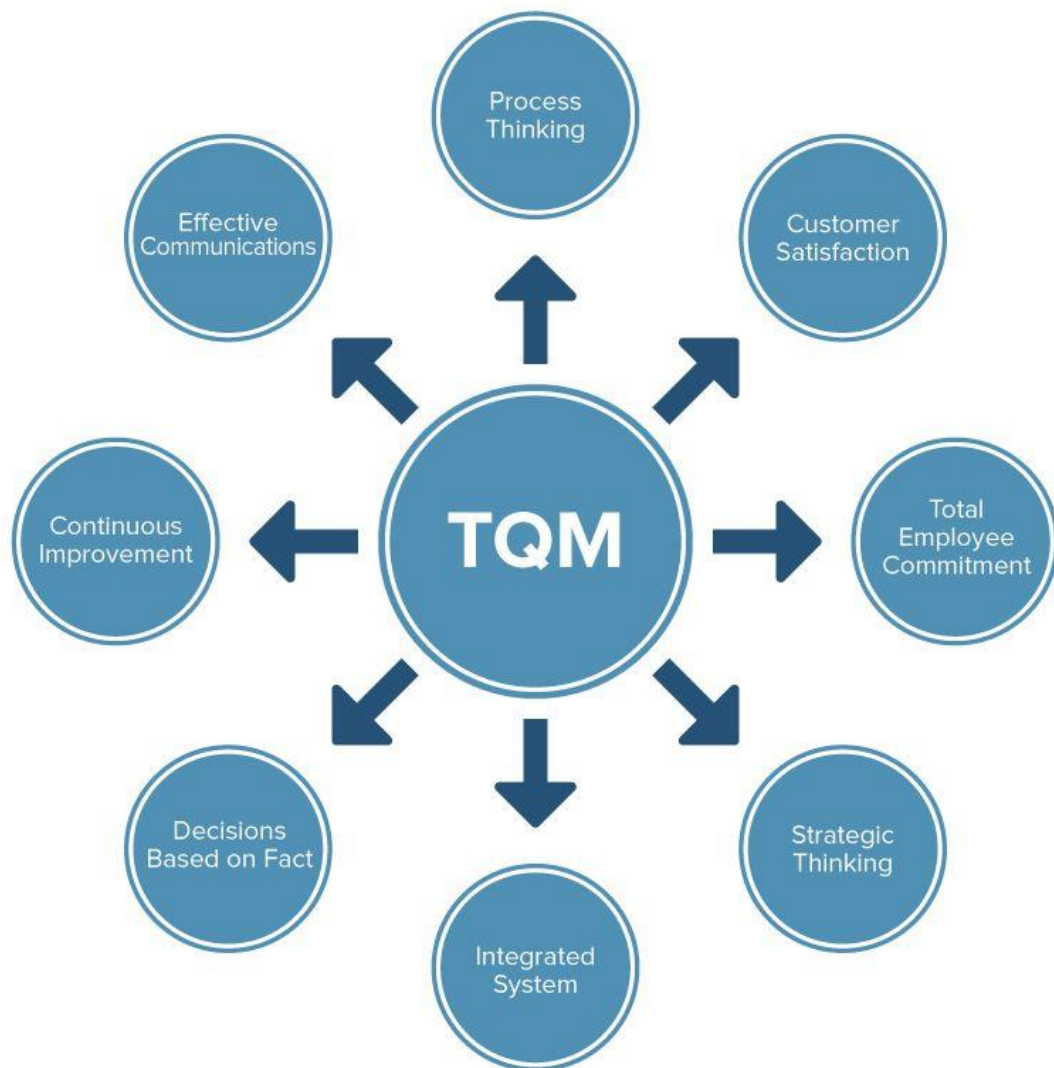 Process
Thinking
Effective
Communications
Customer
Satisfaction
Continuous
Improvement
TQM
Total
Employee
Commitment
Decisions
Based on Fact
Strategic
Thinking
Integrated
System